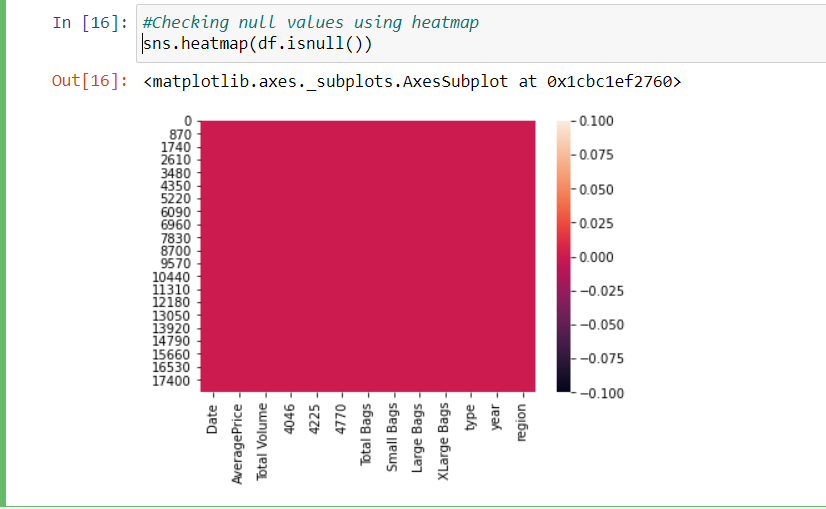 In [16]:
#Checking null values using heatmap
sns.heatmap(df.isnull())
Out[16]:
<matplotlib.axes._subplots.AxesSubplot at 0x1cbc1ef2760>
0
870
1740
2610
3480
4350
5220
6090
6960
7830
8700
9570
10440
11310
12180
13050
13920
14790
15660
16530
17400
Date
AveragePrice
Total Volume
4046
4225
4770
Total Bags
Small Bags
Large Bags
XLarge Bags
type
year
region
0.100
0.075
0.050
0.025
0.000
−0.025
−0.050
−0.075
−0.100